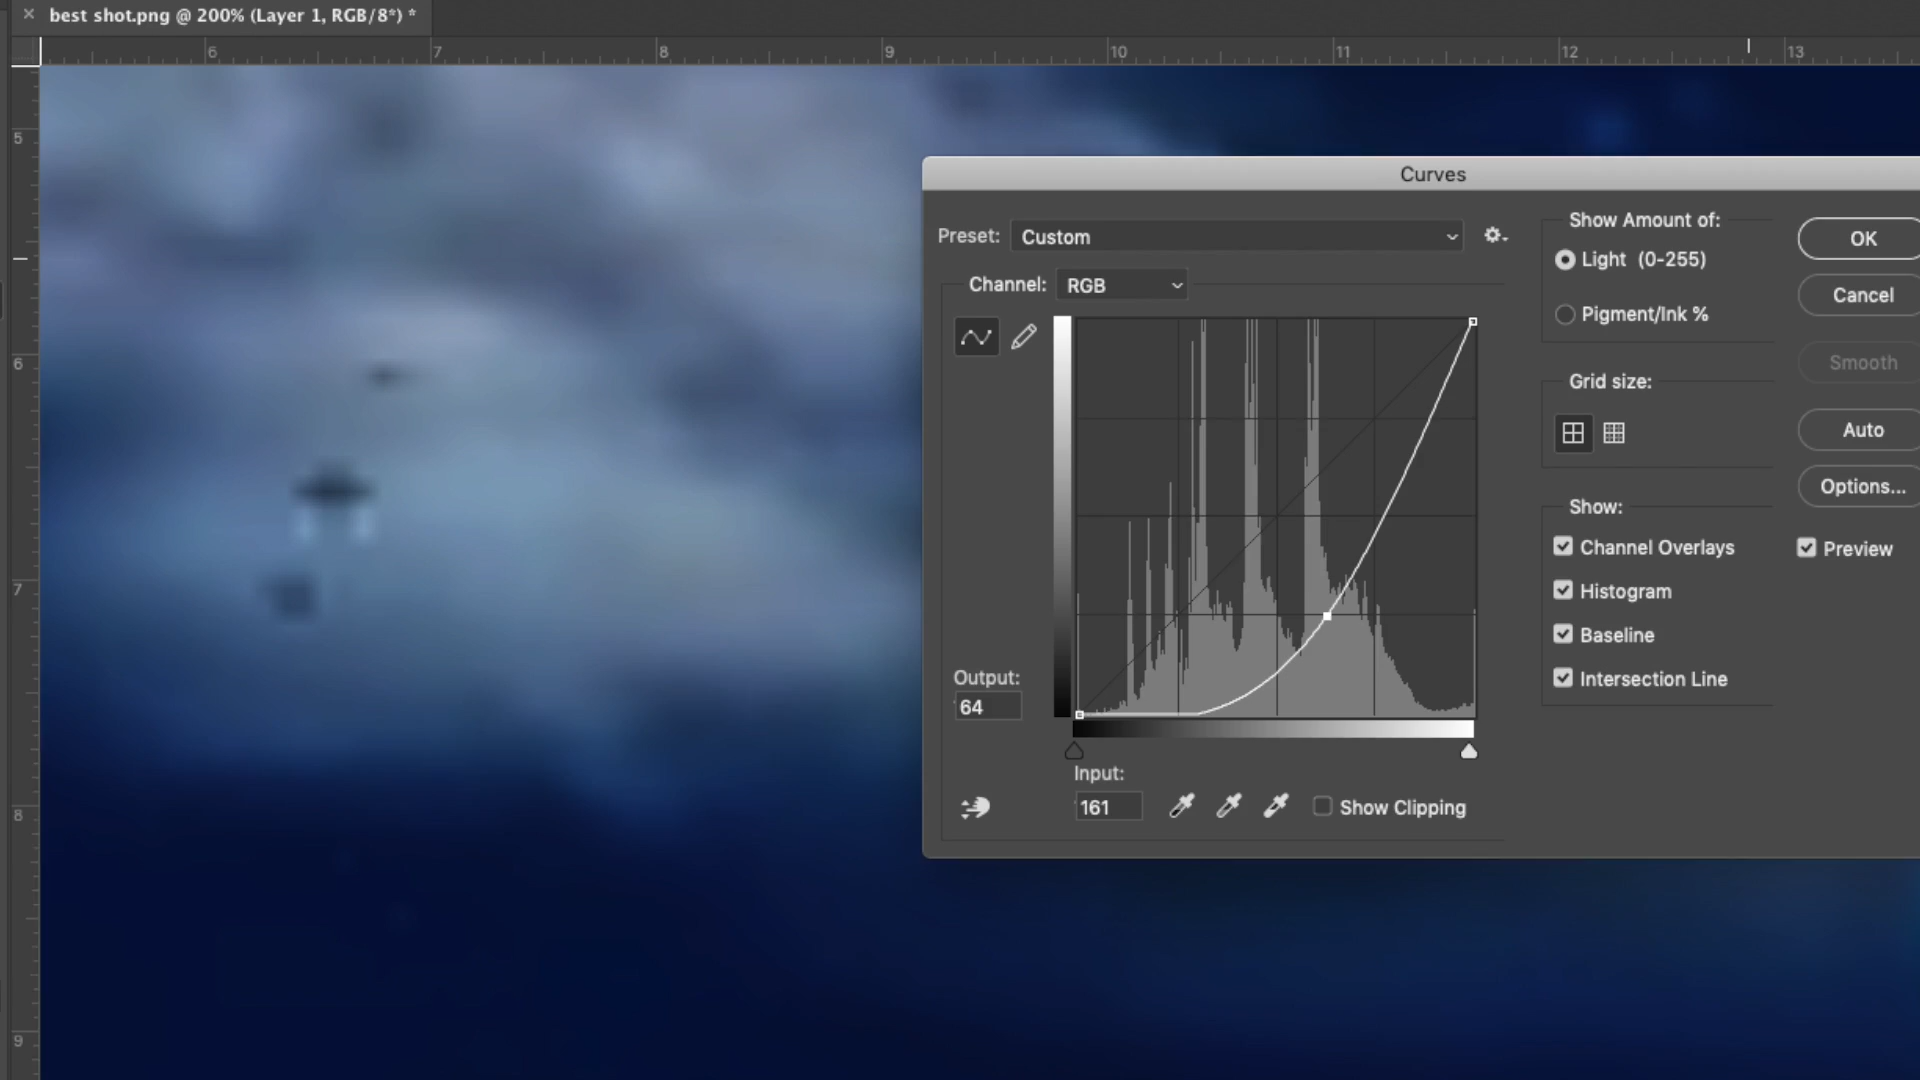 × best shot.png @ 200% (Layer 1, RGB/8*) *
6 7 8 9 10 11 12 13
5
6
7
8
9
Curves
Preset: Custom
Channel: RGB
Output:
64
Input:
161
Show Clipping
Show Amount of:
Light (0-255)
Pigment/Ink %
Grid size:
Show:
Channel Overlays
Histogram
Baseline
Intersection Line
OK
Cancel
Smooth
Auto
Options...
Preview